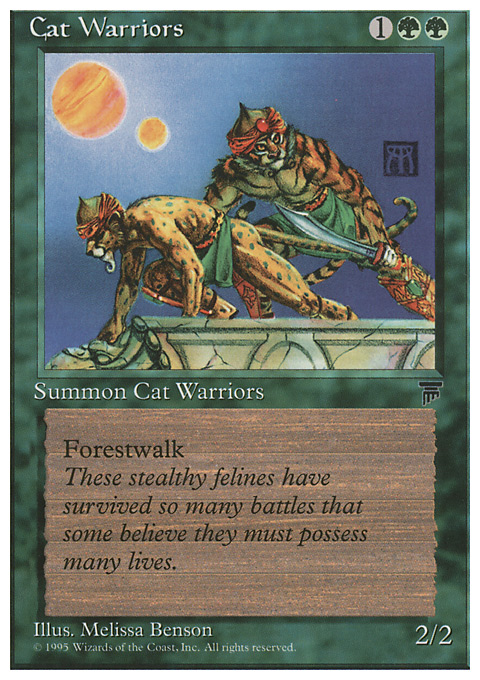 Cat Warriors
1
Summon Cat Warriors
Forestwalk
These stealthy felines have
survived so many battles that
some believe they must possess
many lives.
Illus. Melissa Benson
2/2
© 1995 Wizards of the Coast, Inc. All rights reserved.